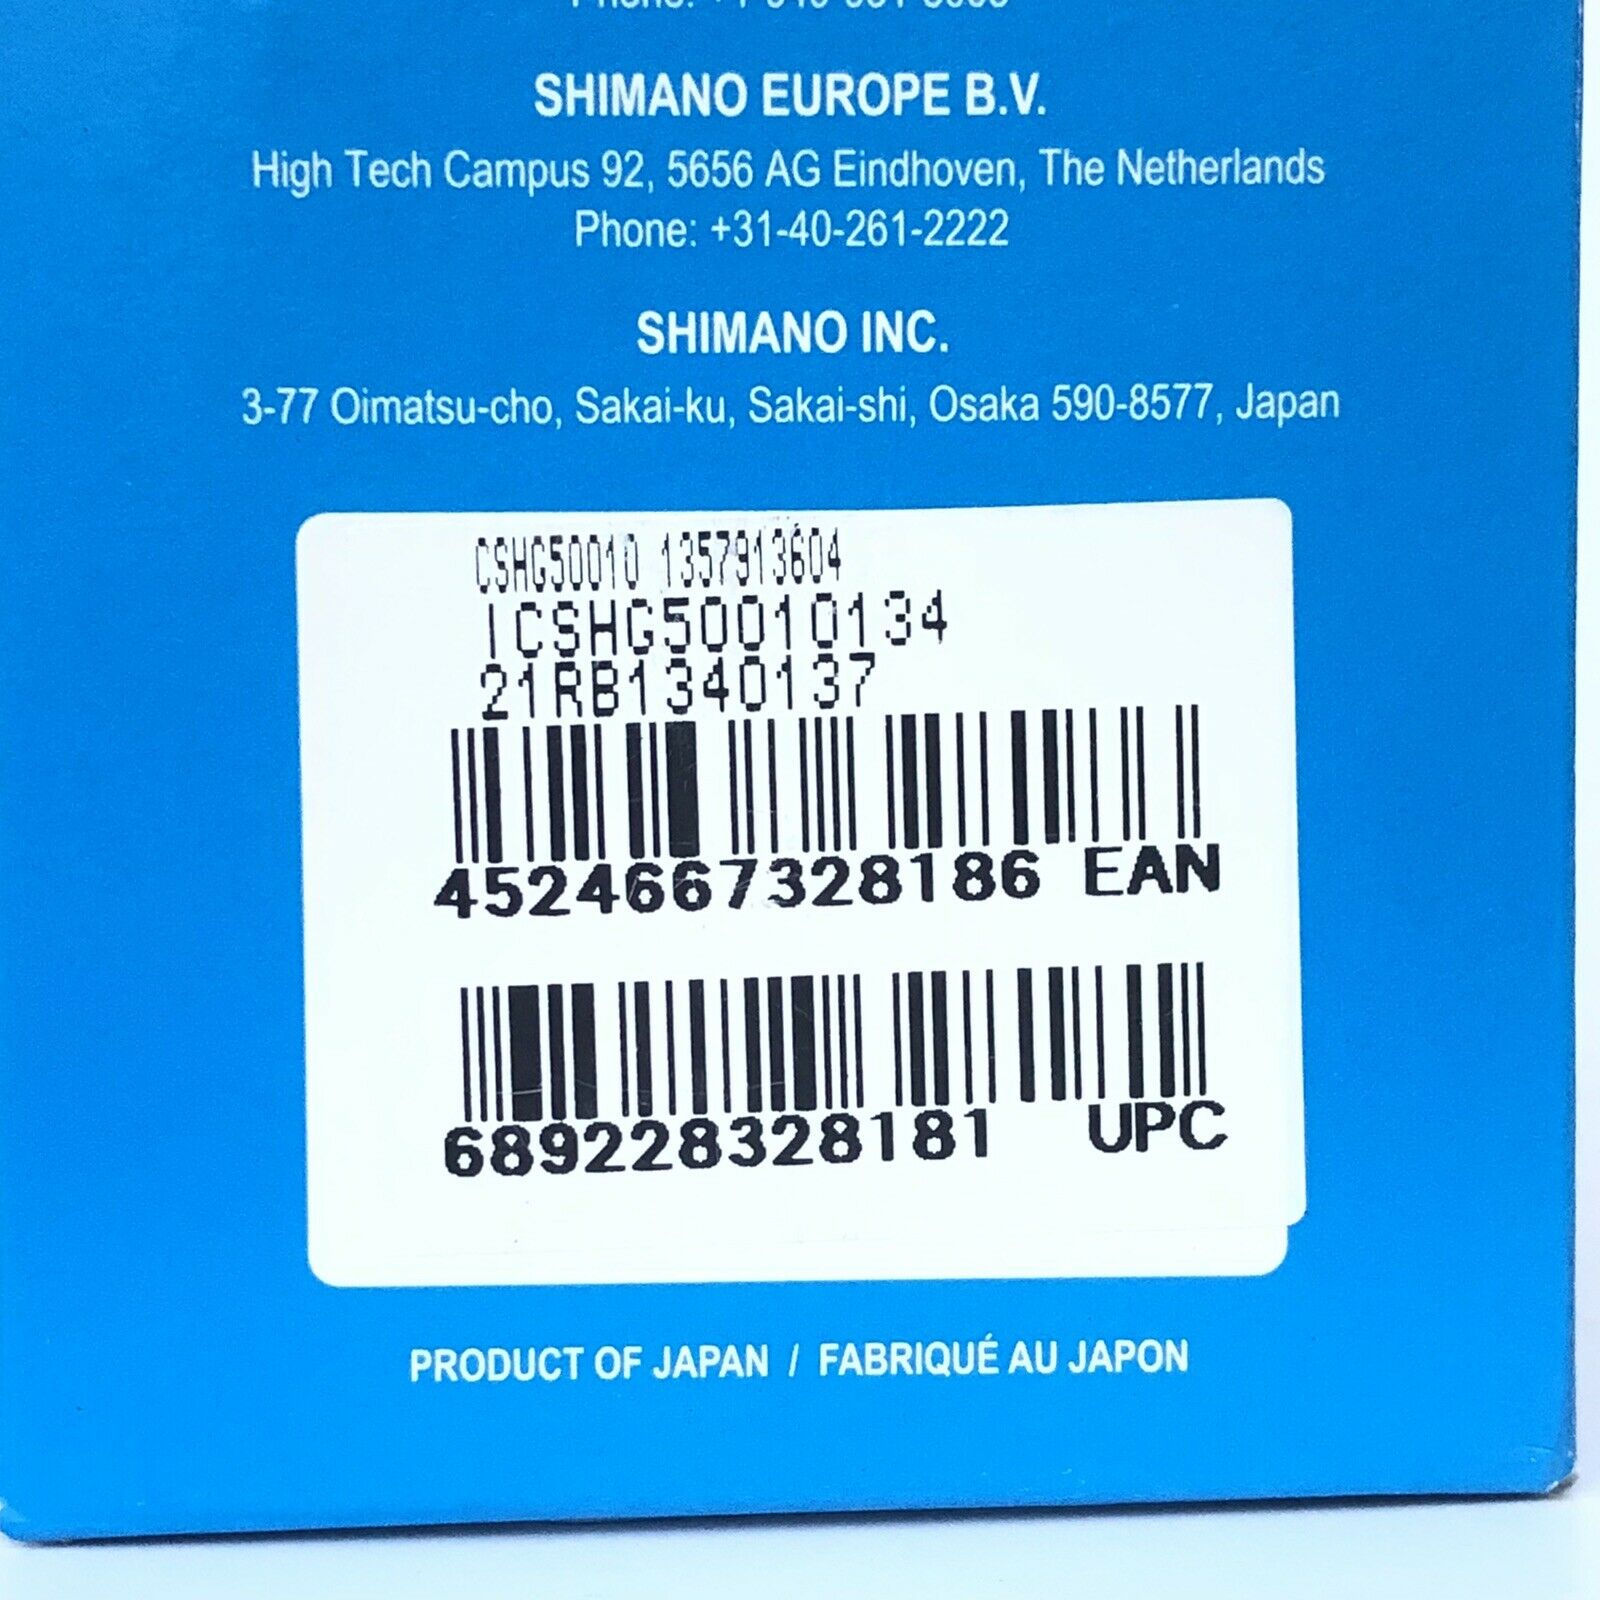 SHIMANO EUROPE B.V.
High Tech Campus 92, 5656 AG Eindhoven, The Netherlands
Phone: +31-40-261-2222
SHIMANO INC.
3-77 Oimatsu-cho, Sakai-ku, Sakai-shi, Osaka 590-8577, Japan
CSHG50010 1357913604
ICSHG50010134
21RB1340137
4524667328186 EAN
689228328181 UPC
PRODUCT OF JAPAN / FABRIQUÉ AU JAPON